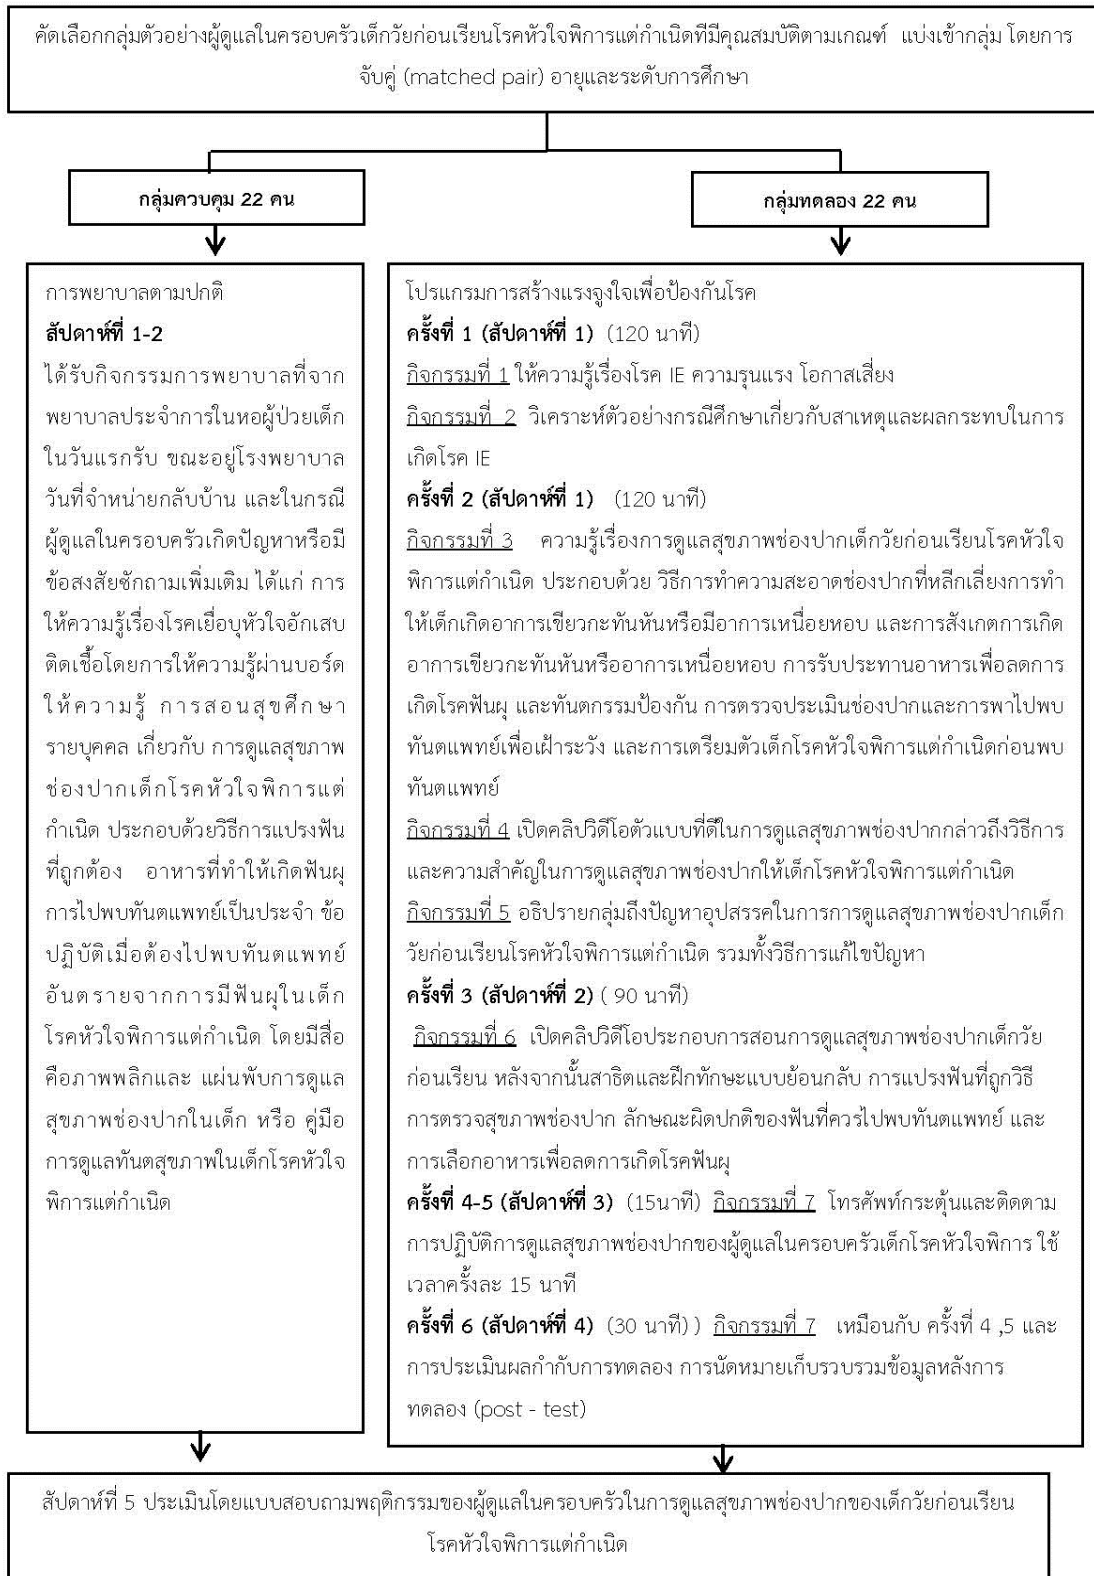 คัดเลือกกลุ่มตัวอย่างผู้ดูแลในครอบครัวเด็กวัยก่อนเรียนโรคหัวใจพิการแต่กำเนิดที่มีคุณสมบัติตามเกณฑ์ แบ่งเข้ากลุ่ม โดยการ
จับคู่ (matched pair) อายุและระดับการศึกษา
กลุ่มควบคุม 22 คน
กลุ่มทดลอง 22 คน
การพยาบาลตามปกติ
สัปดาห์ที่ 1-2
ได้รับกิจกรรมการพยาบาลที่จาก
พยาบาลประจำการในหอผู้ป่วยเด็ก
ในวันแรกรับ ขณะอยู่โรงพยาบาล
วันที่จำหน่ายกลับบ้าน และในกรณี
ผู้ดูแลในครอบครัวเกิดปัญหาหรือมี
ข้อสงสัยซักถามเพิ่มเติม ได้แก่ การ
ให้ความรู้เรื่องโรคเยื่อบุหัวใจอักเสบ
ติดเชื้อโดยการให้ความรู้ผ่านบอร์ด
ให้ความรู้ การสอนสุขศึกษา
รายบุคคล เกี่ยวกับ การดูแลสุขภาพ
ช่องปากเด็กโรคหัวใจพิการแต่
กำเนิด ประกอบด้วยวิธีการแปรงฟัน
ที่ถูกต้อง อาหารที่ทำให้เกิดฟันผุ
การไปพบทันตแพทย์เป็นประจำ ข้อ
ปฏิบัติเมื่อต้องไปพบทันตแพทย์
อันตรายจากการมีฟันผุในเด็ก
โรคหัวใจพิการแต่กำเนิด โดยมีสื่อ
คือภาพพลิกและ แผ่นพับการดูแล
สุขภาพช่องปากในเด็ก หรือ คู่มือ
การดูแลทันตสุขภาพในเด็กโรคหัวใจ
พิการแต่กำเนิด
โปรแกรมการสร้างแรงจูงใจเพื่อป้องกันโรค
ครั้งที่ 1 (สัปดาห์ที่ 1) (120 นาที)
กิจกรรมที่ 1 ให้ความรู้เรื่องโรค IE ความรุนแรง โอกาสเสี่ยง
กิจกรรมที่ 2 วิเคราะห์ตัวอย่างกรณีศึกษาเกี่ยวกับสาเหตุและผลกระทบในการ
เกิดโรค IE
ครั้งที่ 2 (สัปดาห์ที่ 1) (120 นาที)
กิจกรรมที่ 3 ความรู้เรื่องการดูแลสุขภาพช่องปากเด็กวัยก่อนเรียนโรคหัวใจ
พิการแต่กำเนิด ประกอบด้วย วิธีการทำความสะอาดช่องปากที่หลีกเลี่ยงการทำ
ให้เด็กเกิดอาการเขียวกะทันหันหรือมีอาการเหนื่อยหอบ และการสังเกตการเกิด
อาการเขียวกะทันหันหรืออาการเหนื่อยหอบ การรับประทานอาหารเพื่อลดการ
เกิดโรคฟันผุ และทันตกรรมป้องกัน การตรวจประเมินช่องปากและการพาไปพบ
ทันตแพทย์เพื่อเฝ้าระวัง และการเตรียมตัวเด็กโรคหัวใจพิการแต่กำเนิดก่อนพบ
ทันตแพทย์
กิจกรรมที่ 4 เปิดคลิปวิดีโอตัวแบบที่ดีในการดูแลสุขภาพช่องปากกล่าวถึงวิธีการ
และความสำคัญในการดูแลสุขภาพช่องปากให้เด็กโรคหัวใจพิการแต่กำเนิด
กิจกรรมที่ 5 อธิปรายกลุ่มถึงปัญหาอุปสรรคในการการดูแลสุขภาพช่องปากเด็ก
วัยก่อนเรียนโรคหัวใจพิการแต่กำเนิด รวมทั้งวิธีการแก้ไขปัญหา
ครั้งที่ 3 (สัปดาห์ที่ 2) ( 90 นาที)
กิจกรรมที่ 6 เปิดคลิปวิดีโอประกอบการสอนการดูแลสุขภาพช่องปากเด็กวัย
ก่อนเรียน หลังจากนั้นสาธิตและฝึกทักษะแบบย้อนกลับ การแปรงฟันที่ถูกวิธี
การตรวจสุขภาพช่องปาก ลักษณะผิดปกติของฟันที่ควรไปพบทันตแพทย์ และ
การเลือกอาหารเพื่อลดการเกิดโรคฟันผุ
ครั้งที่ 4-5 (สัปดาห์ที่ 3) (15นาที) กิจกรรมที่ 7 โทรศัพท์กระตุ้นและติดตาม
การปฏิบัติการดูแลสุขภาพช่องปากของผู้ดูแลในครอบครัวเด็กโรคหัวใจพิการ ใช้
เวลาครั้งละ 15 นาที
ครั้งที่ 6 (สัปดาห์ที่ 4) (30 นาที) ) กิจกรรมที่ 7 เหมือนกับ ครั้งที่ 4 ,5 และ
การประเมินผลกำกับการทดลอง การนัดหมายเก็บรวบรวมข้อมูลหลังการ
ทดลอง (post - test)
สัปดาห์ที่ 5 ประเมินโดยแบบสอบถามพฤติกรรมของผู้ดูแลในครอบครัวในการดูแลสุขภาพช่องปากของเด็กวัยก่อนเรียน
โรคหัวใจพิการแต่กำเนิด